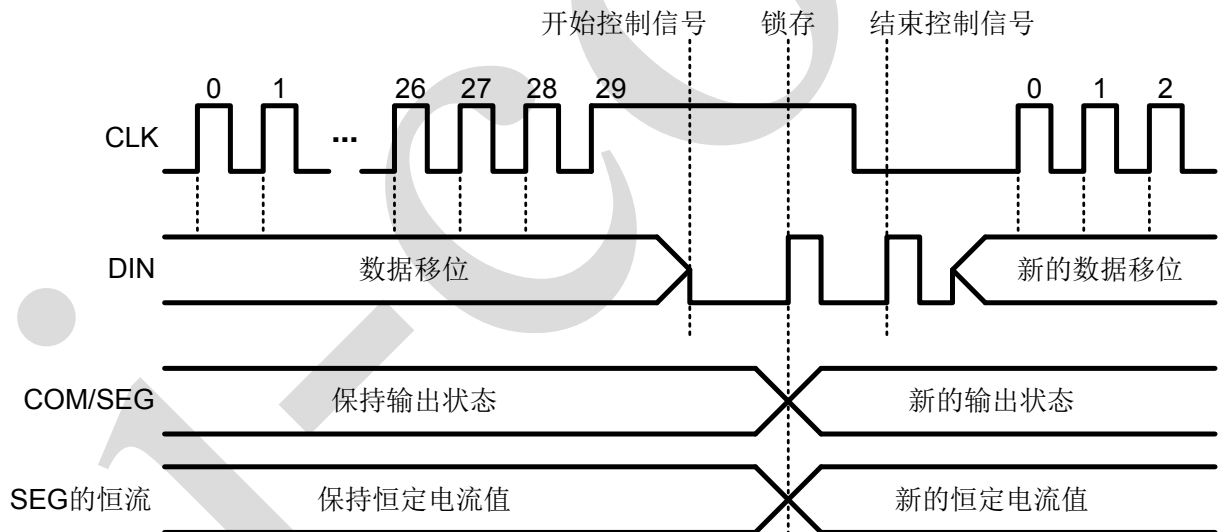 开始控制信号 锁存 结束控制信号
0 1 26 27 28 29 0 1 2
CLK ...
DIN 数据移位 新的数据移位
COM/SEG 保持输出状态 新的输出状态
SEG的恒流 保持恒定电流值 新的恒定电流值